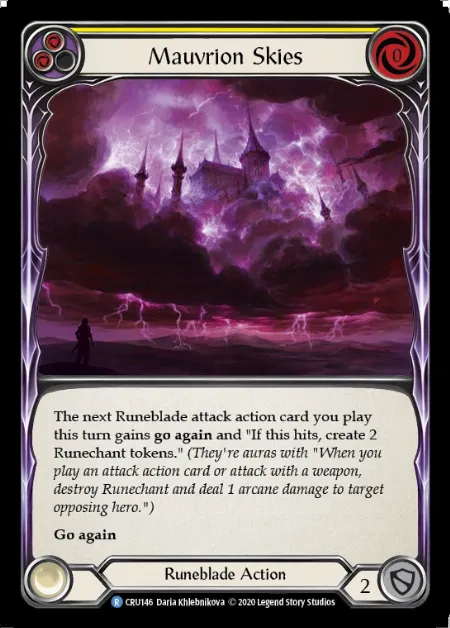 Mauvrion Skies
0
The next Runeblade attack action card you play
this turn gains go again and "If this hits, create 2
Runechant tokens." (They're auras with "When you
play an attack action card or attack with a weapon,
destroy Runechant and deal 1 arcane damage to target
opposing hero.")
Go again
Runeblade Action
2
R CRU146 Daria Khlebnikova © 2020 Legend Story Studios